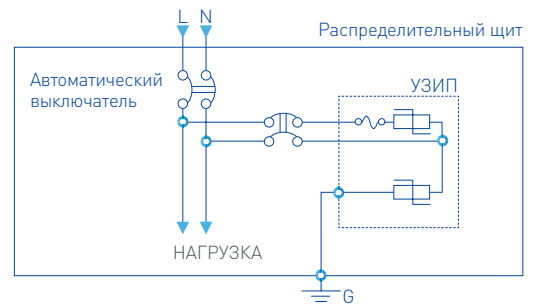 L N
Распределительный щит
Автоматический
выключатель
УЗИП
НАГРУЗКА
G